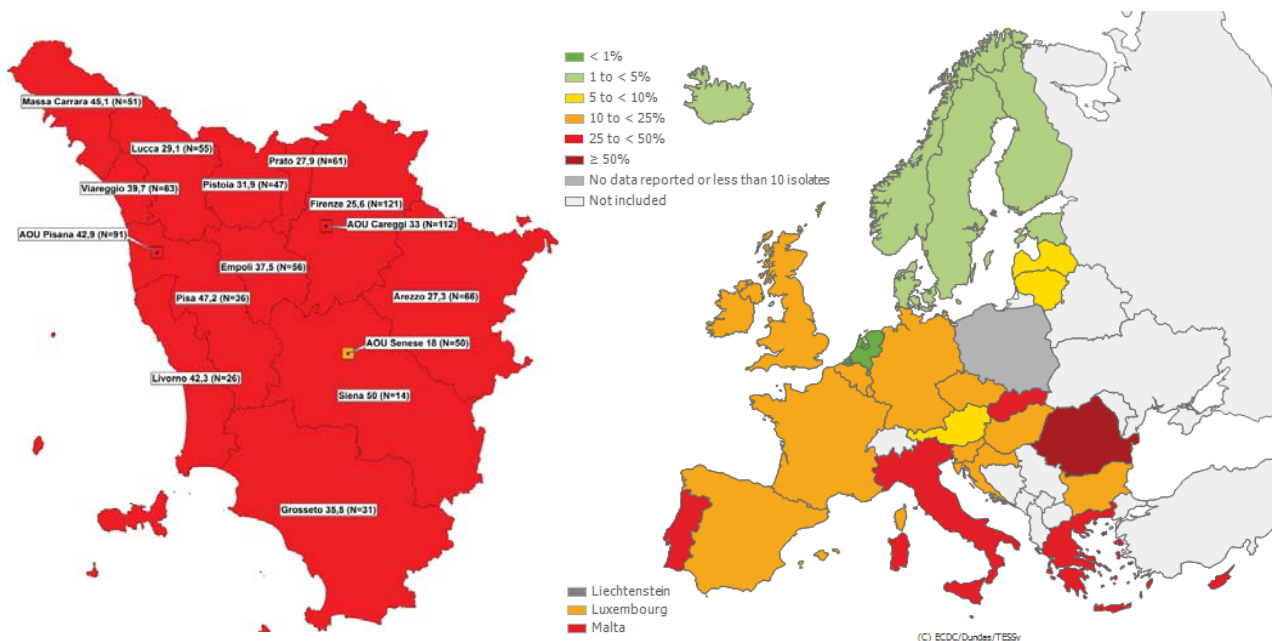 Massa Carrara 45,1 (N=51)
Lucca 29,1 (N=55)
Prato 27,9 (N=61)
Viareggio 39,7 (N=63)
Pistoia 31,9 (N=47)
Firenze 25,6 (N=121)
AOU Careggi 33 (N=112)
AOU Pisana 42,9 (N=91)
Empoli 37,5 (N=56)
Pisa 47,2 (N=36)
Arezzo 27,3 (N=66)
AOU Senese 18 (N=50)
Livorno 42,3 (N=26)
Siena 50 (N=14)
Grosseto 35,5 (N=31)
< 1%
1 to < 5%
5 to < 10%
10 to < 25%
25 to < 50%
≥ 50%
No data reported or less than 10 isolates
Not included
Liechtenstein
Luxembourg
Malta
(C) ECDC/Dundas/TESSy